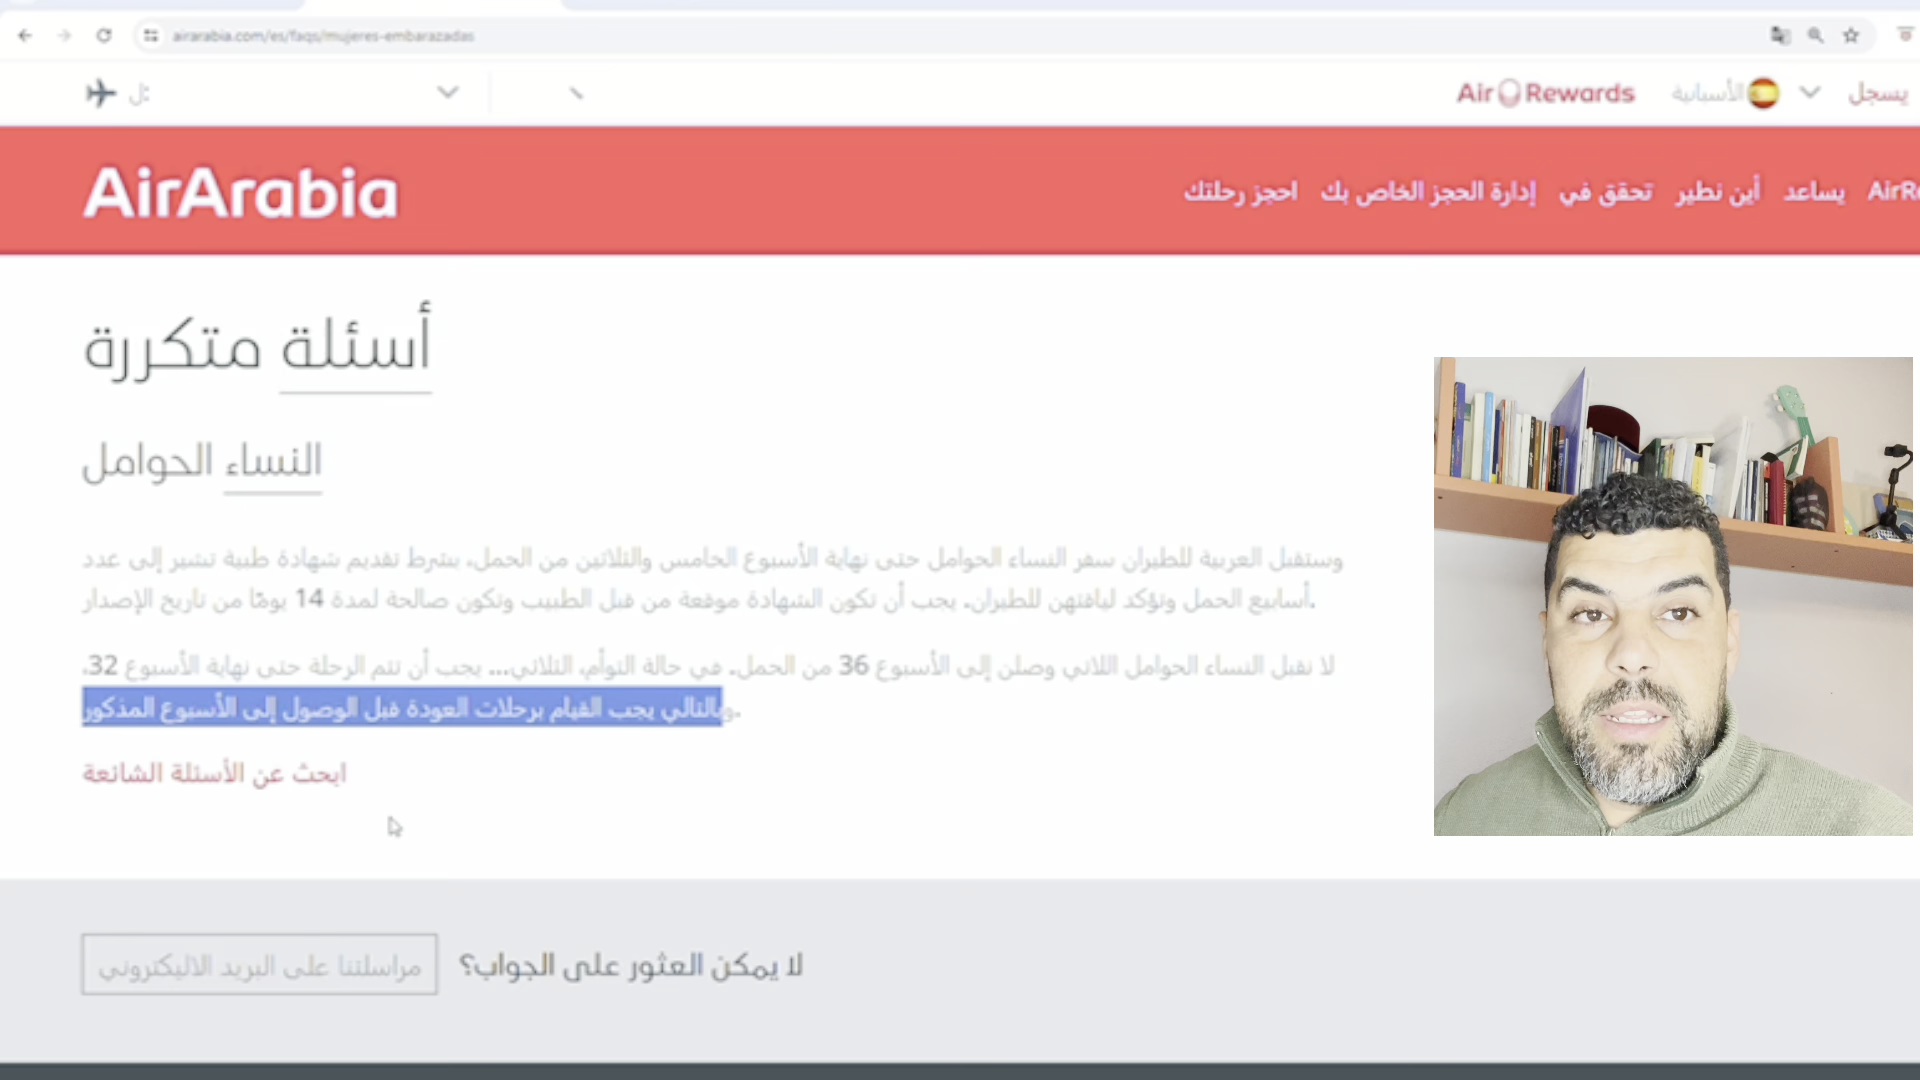 airarabia.com/es/faqs/mujeres-embarazadas
Air Rewards
الأسبانية
يسجل
AirArabia
احجز رحلتك
إدارة الحجز الخاص بك
تحقق في
أين نطير
يساعد
أسئلة متكررة
النساء الحوامل
وستقبل العربية للطيران سفر النساء الحوامل حتى نهاية الأسبوع الخامس والثلاثين من الحمل، بشرط تقديم شهادة طبية تشير إلى عدد
أسابيع الحمل وتؤكد لياقتهن للطيران. يجب أن تكون الشهادة موقعة من قبل الطبيب وتكون صالحة لمدة 14 يومًا من تاريخ الإصدار.
لا نقبل النساء الحوامل اللاتي وصلن إلى الأسبوع 36 من الحمل. في حالة التوأم، الثلاثي... يجب أن تتم الرحلة حتى نهاية الأسبوع 32،
وبالتالي يجب القيام برحلات العودة قبل الوصول إلى الأسبوع المذكور.
ابحث عن الأسئلة الشائعة
لا يمكن العثور على الجواب؟
مراسلتنا على البريد الاليكتروني